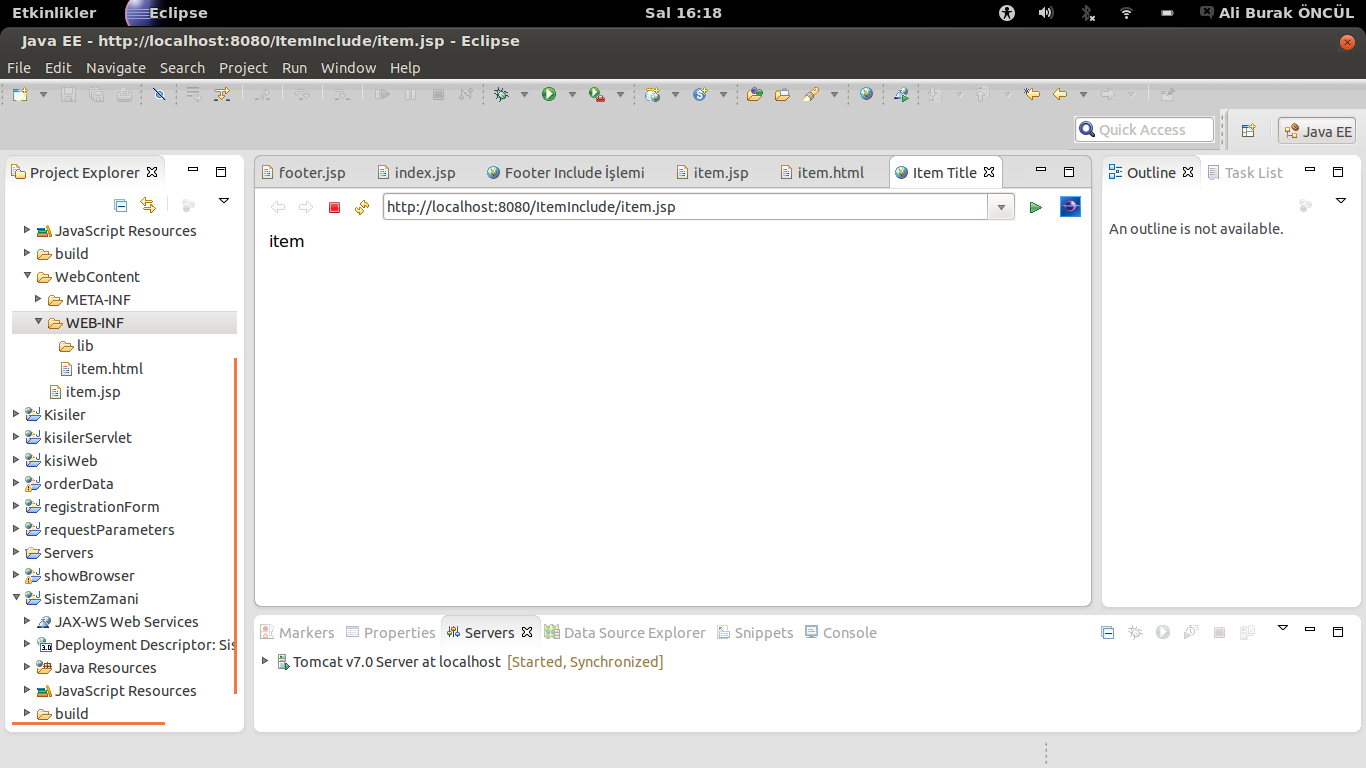 Etkinlikler Eclipse Sal 16:18 Ali Burak ÖNCÜL
Java EE - http://localhost:8080/ItemInclude/item.jsp - Eclipse
File Edit Navigate Search Project Run Window Help
Quick Access Java EE
Project Explorer
JavaScript Resources
build
WebContent
META-INF
WEB-INF
lib
item.html
item.jsp
Kisiler
kisilerServlet
kisiWeb
orderData
registrationForm
requestParameters
Servers
showBrowser
SistemZamani
JAX-WS Web Services
3.0 Deployment Descriptor: Sis
Java Resources
JavaScript Resources
build
footer.jsp index.jsp Footer Include İşlemi item.jsp item.html Item Title
http://localhost:8080/ItemInclude/item.jsp
item
Outline Task List
An outline is not available.
Markers Properties Servers Data Source Explorer Snippets Console
Tomcat v7.0 Server at localhost [Started, Synchronized]